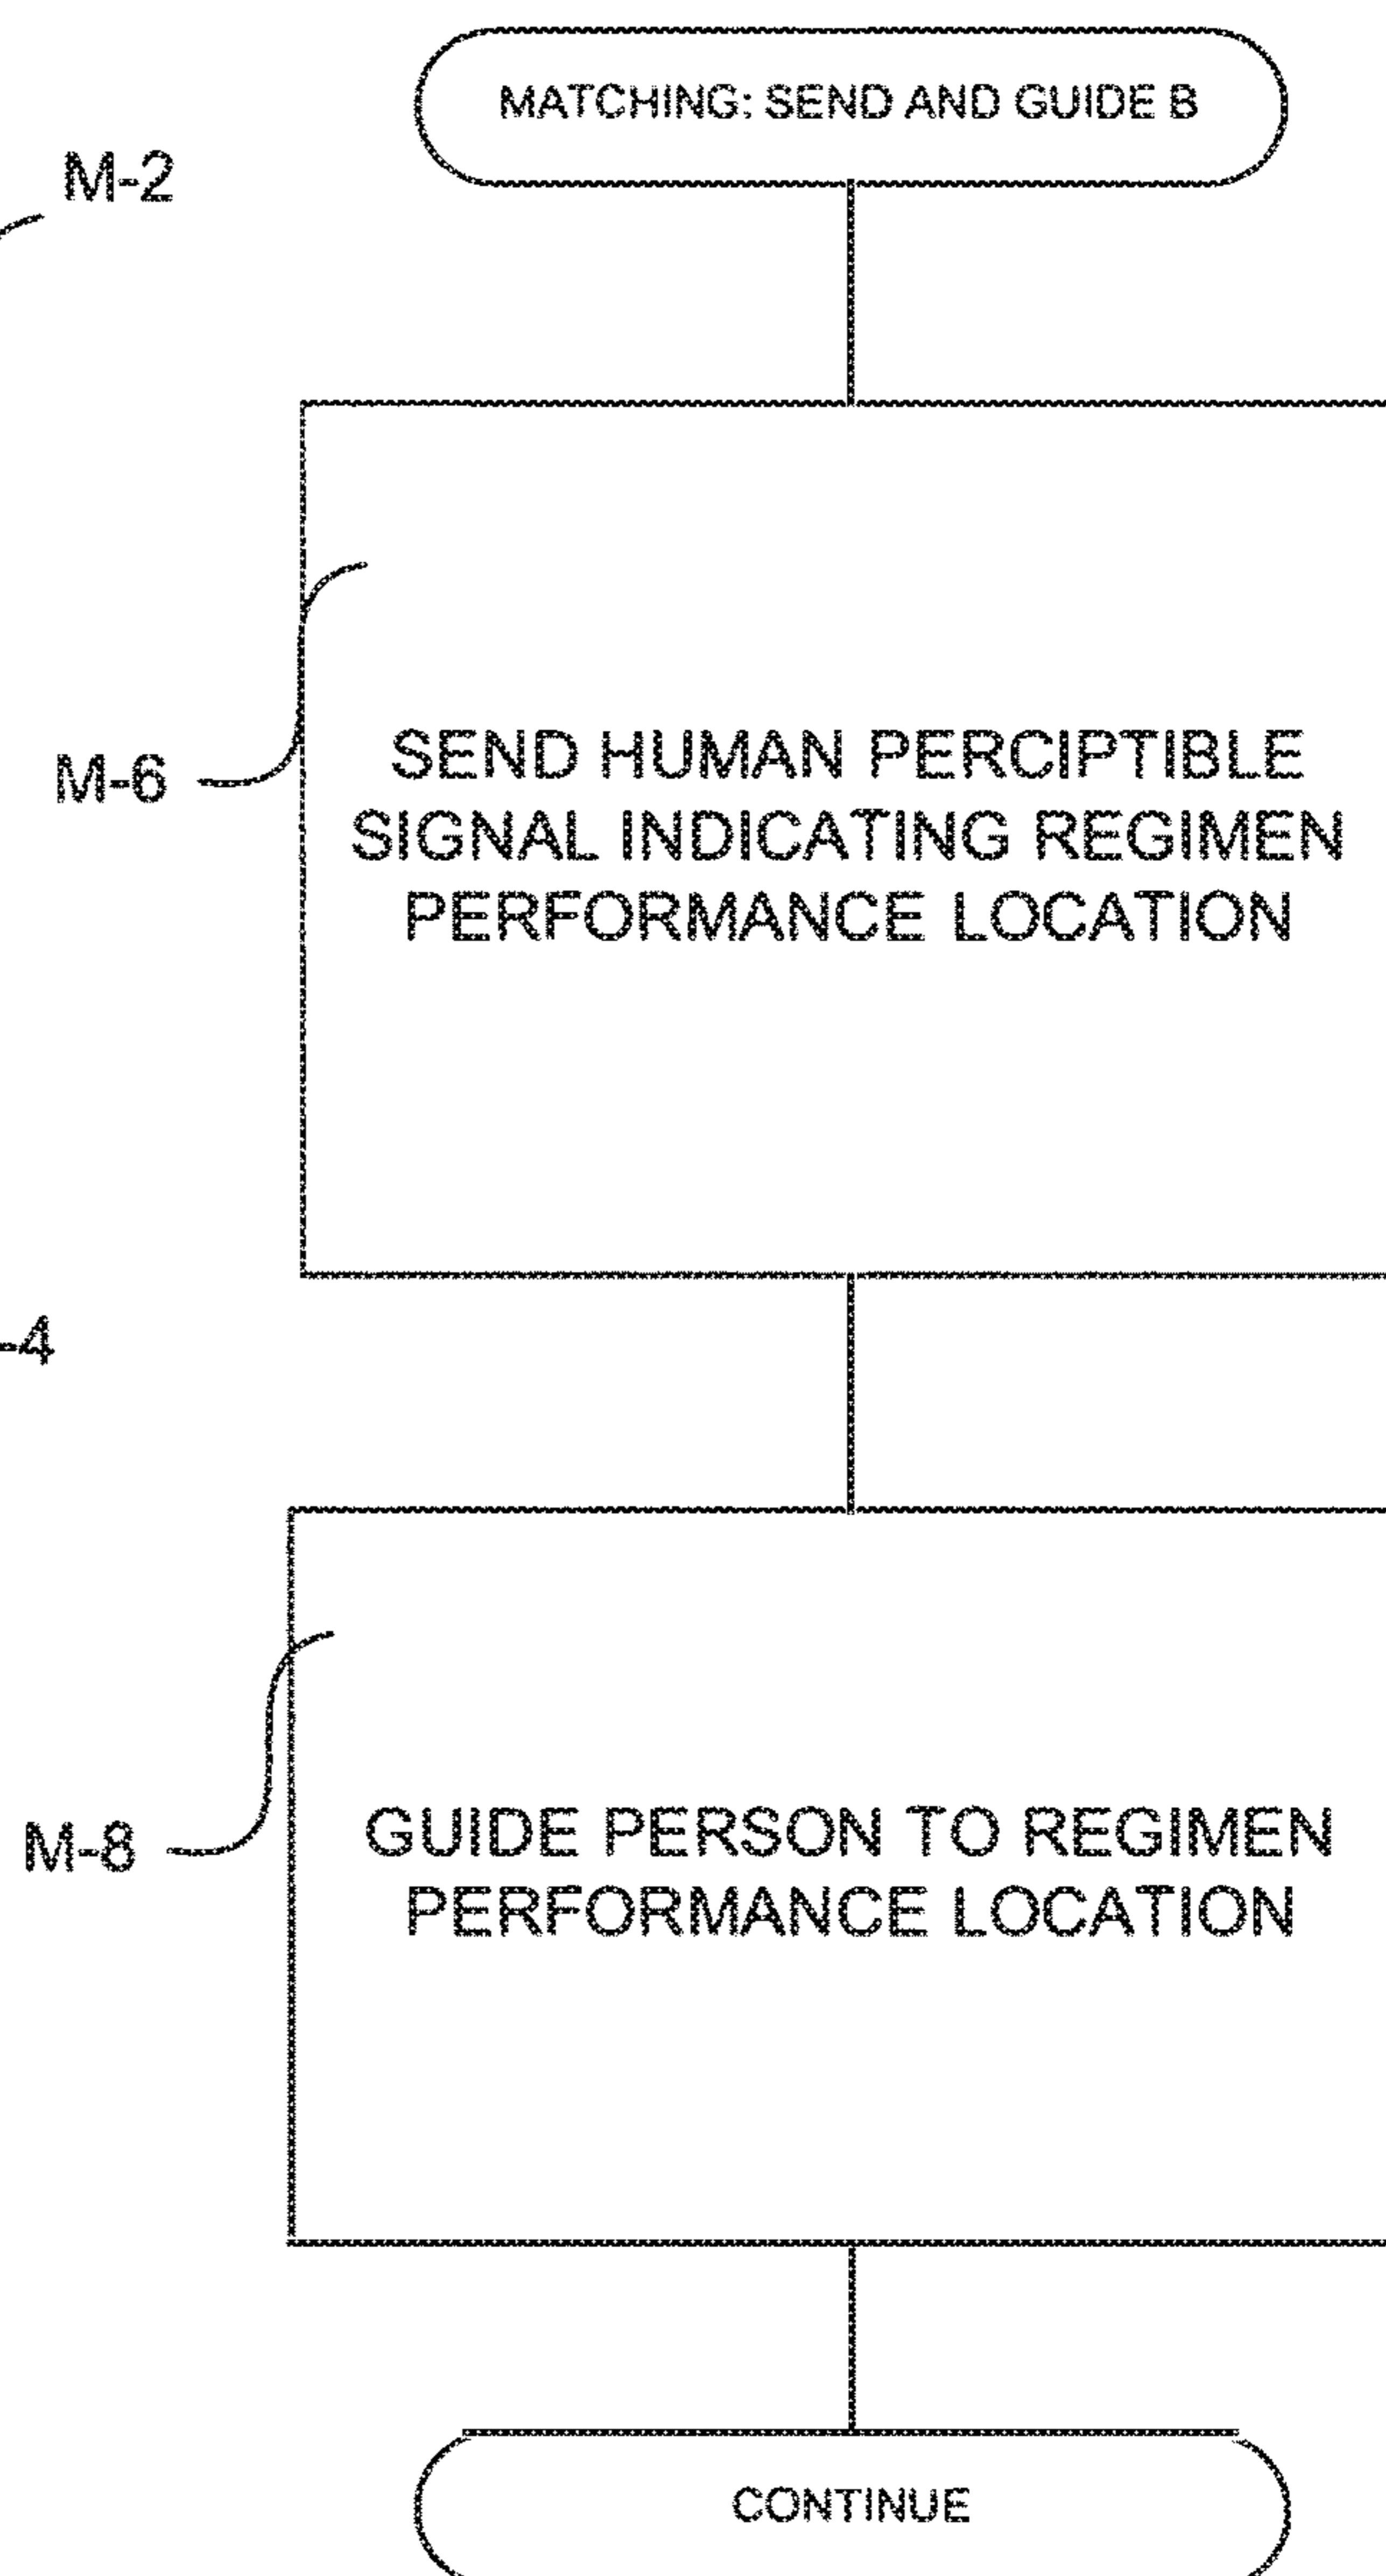 MATCHING: SEND AND GUIDE B
M-2
SEND HUMAN PERCIPTIBLE
SIGNAL INDICATING REGIMEN
PERFORMANCE LOCATION
M-6
-4
GUIDE PERSON TO REGIMEN
PERFORMANCE LOCATION
M-8
CONTINUE